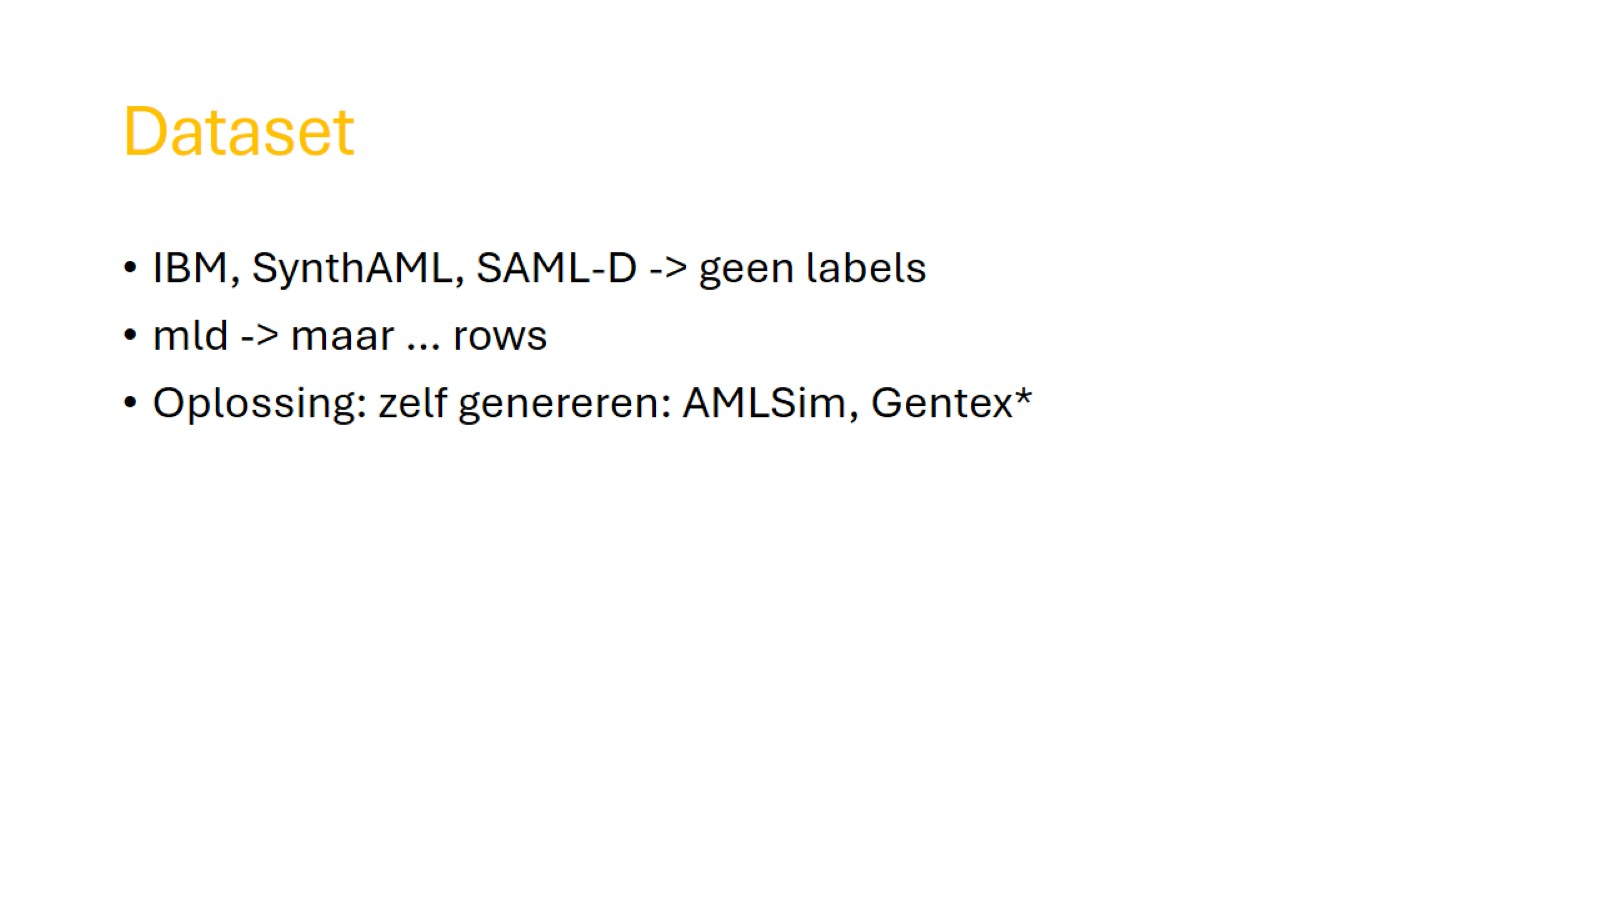 Dataset
• IBM, SynthAML, SAML-D -> geen labels
• mld -> maar ... rows
• Oplossing: zelf genereren: AMLSim, Gentex*